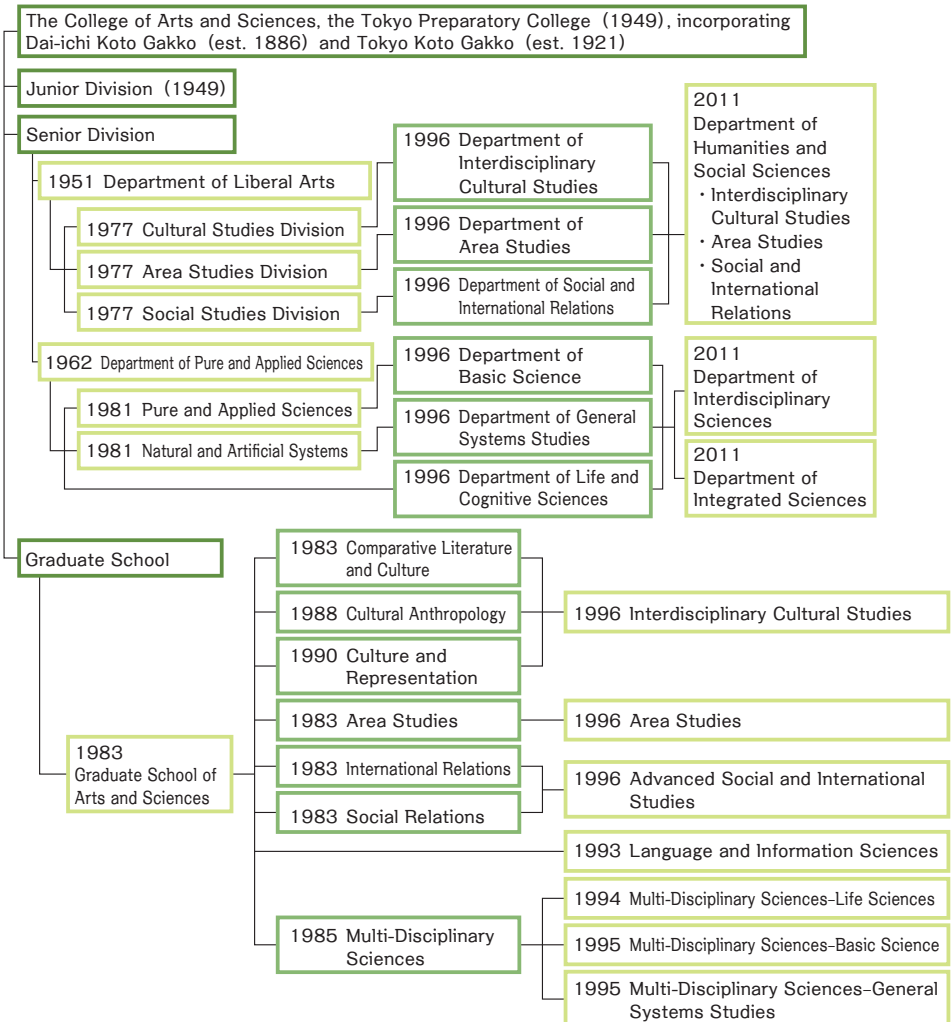 The College of Arts and Sciences, the Tokyo Preparatory College (1949), incorporating
Dai-ichi Koto Gakko (est. 1886) and Tokyo Koto Gakko (est. 1921)
Junior Division (1949)
Senior Division
1951 Department of Liberal Arts
1977 Cultural Studies Division
1977 Area Studies Division
1977 Social Studies Division
1996 Department of
Interdisciplinary
Cultural Studies
1996 Department of
Area Studies
1996 Department of Social and
International Relations
2011
Department of
Humanities and
Social Sciences
・Interdisciplinary
Cultural Studies
・Area Studies
・Social and
International
Relations
1962 Department of Pure and Applied Sciences
1981 Pure and Applied Sciences
1981 Natural and Artificial Systems
1996 Department of
Basic Science
1996 Department of General
Systems Studies
1996 Department of Life and
Cognitive Sciences
2011
Department of
Interdisciplinary
Sciences
2011
Department of
Integrated Sciences
Graduate School
1983
Graduate School of
Arts and Sciences
1983 Comparative Literature
and Culture
1988 Cultural Anthropology
1990 Culture and
Representation
1996 Interdisciplinary Cultural Studies
1983 Area Studies
1996 Area Studies
1983 International Relations
1983 Social Relations
1996 Advanced Social and International
Studies
1993 Language and Information Sciences
1985 Multi-Disciplinary
Sciences
1994 Multi-Disciplinary Sciences–Life Sciences
1995 Multi-Disciplinary Sciences–Basic Science
1995 Multi-Disciplinary Sciences–General
Systems Studies